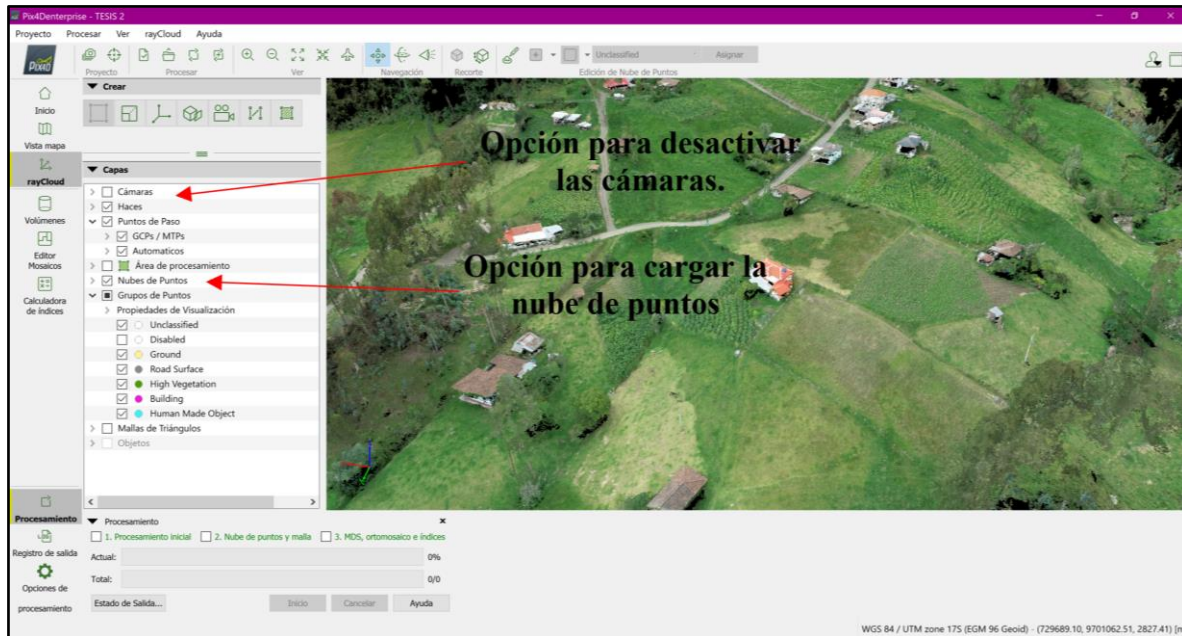 Pix4Denterprise - TESIS 2
Proyecto Procesar Ver rayCloud Ayuda
Proyecto Procesar Ver Navegación Recorte Edición de Nube de Puntos
Unclassified Asignar
Inicio
Vista mapa
rayCloud
Volúmenes
Editor
Mosaicos
Calculadora
de índices
Crear
Capas
Cámaras
Haces
Puntos de Paso
GCPs / MTPs
Automaticos
Área de procesamiento
Nubes de Puntos
Grupos de Puntos
Propiedades de Visualización
Unclassified
Disabled
Ground
Road Surface
High Vegetation
Building
Human Made Object
Mallas de Triángulos
Objetos
Opción para desactivar
las cámaras.
Opción para cargar la
nube de puntos
Procesamiento
Registro de salida
Opciones de
procesamiento
Procesamiento
1. Procesamiento inicial 2. Nube de puntos y malla 3. MDS, ortomosaico e índices
Actual: 0%
Total: 0/0
Estado de Salida... Inicio Cancelar Ayuda
WGS 84 / UTM zone 17S (EGM 96 Geoid) - (729689.10, 9701062.51, 2827.41) [m